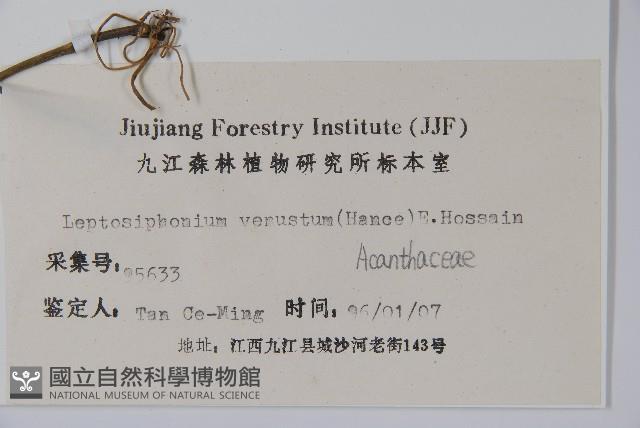 Jiujiang Forestry Institute (JJF)
九江森林植物研究所标本室
Leptosiphonium venustum(Hance)E.Hossain
Acanthaceae
采集号：95633
鉴定人：Tan Ce-Ming 时间：96/01/07
地址：江西九江县城沙河老街143号
國立自然科學博物館
NATIONAL MUSEUM OF NATURAL SCIENCE